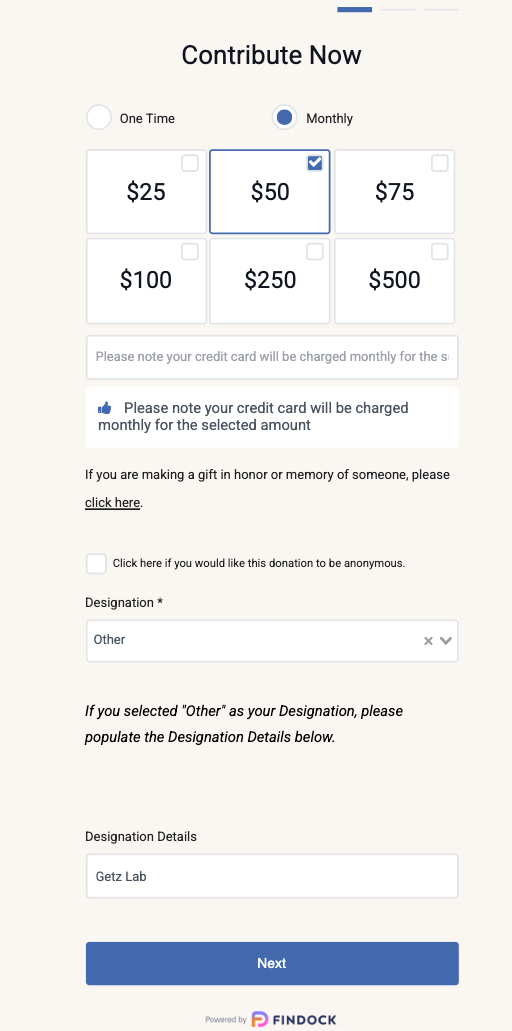 Contribute Now
One Time
Monthly
$25
$50
$75
$100
$250
$500
Please note your credit card will be charged monthly for the s
Please note your credit card will be charged
monthly for the selected amount
If you are making a gift in honor or memory of someone, please
click here.
Click here if you would like this donation to be anonymous.
Designation *
Other
If you selected "Other" as your Designation, please
populate the Designation Details below.
Designation Details
Getz Lab
Next
Powered by FINDOCK